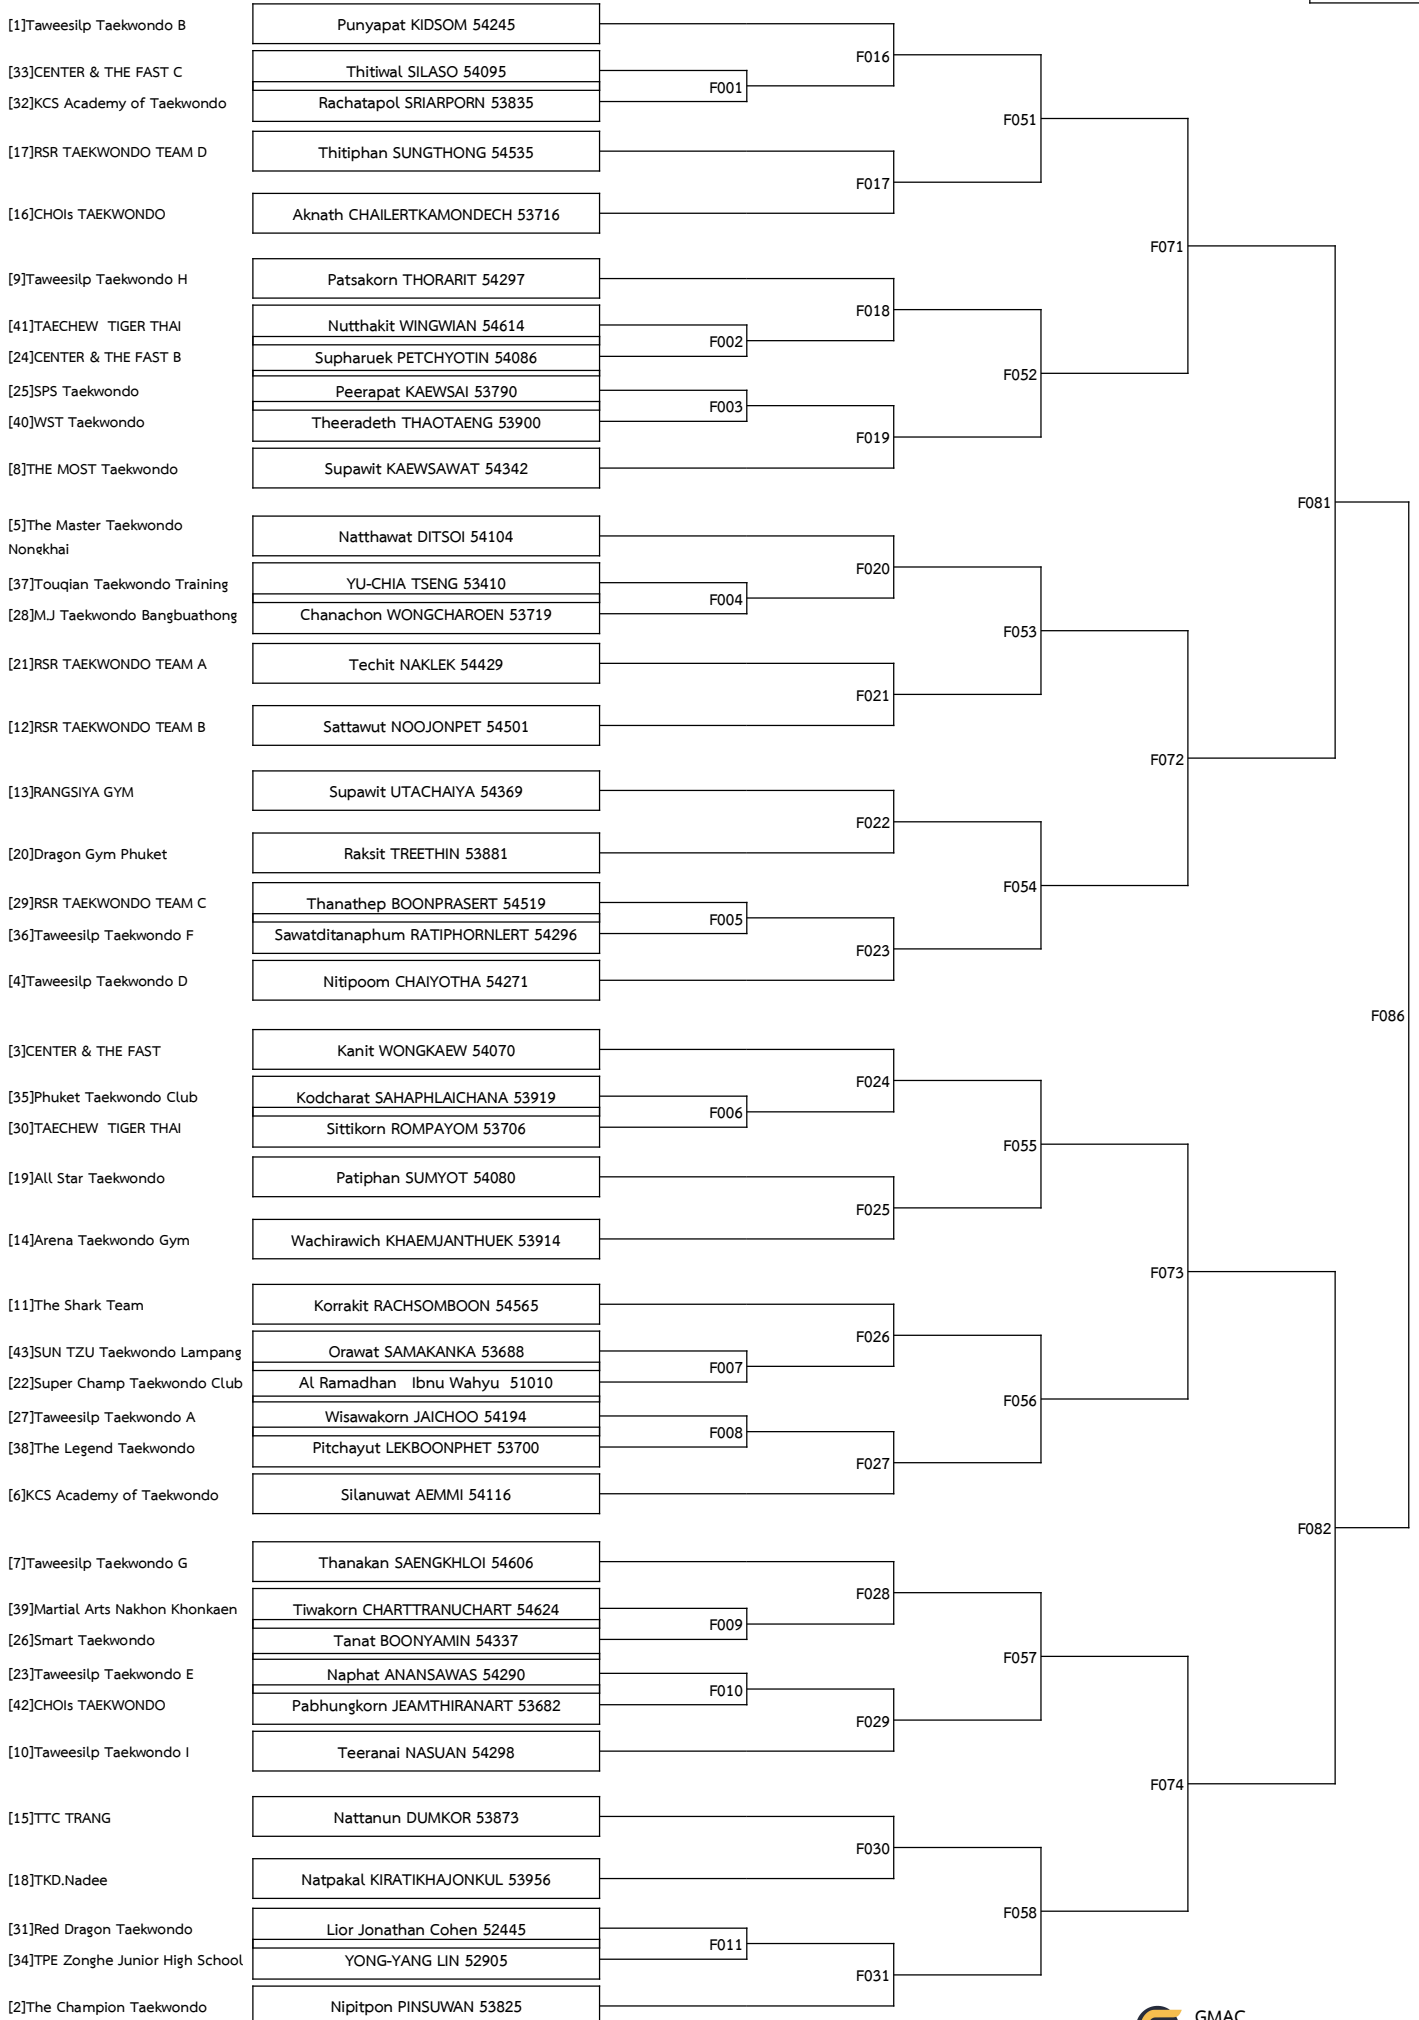 [1]Taweesilp Taekwondo B Punyapat KIDSOM 54245
F016
[33]CENTER & THE FAST C Thitiwal SILASO 54095
F001
[32]KCS Academy of Taekwondo Rachatapol SRIARPORN 53835
F051
[17]RSR TAEKWONDO TEAM D Thitiphan SUNGTHONG 54535
F017
[16]CHOIs TAEKWONDO Aknath CHAILERTKAMONDECH 53716
F071
[9]Taweesilp Taekwondo H Patsakorn THORARIT 54297
F018
[41]TAECHEW TIGER THAI Nutthakit WINGWIAN 54614
F002
[24]CENTER & THE FAST B Supharuek PETCHYOTIN 54086
F052
[25]SPS Taekwondo Peerapat KAEWSAI 53790
F003
[40]WST Taekwondo Theeradeth THAOTAENG 53900
F019
[8]THE MOST Taekwondo Supawit KAEWSAWAT 54342
F081
[5]The Master Taekwondo
Nongkhai
Natthawat DITSOI 54104
F020
[37]Touqian Taekwondo Training YU-CHIA TSENG 53410
F004
[28]M.J Taekwondo Bangbuathong Chanachon WONGCHAROEN 53719
F053
[21]RSR TAEKWONDO TEAM A Techit NAKLEK 54429
F021
[12]RSR TAEKWONDO TEAM B Sattawut NOOJONPET 54501
F072
[13]RANGSIYA GYM Supawit UTACHAIYA 54369
F022
[20]Dragon Gym Phuket Raksit TREETHIN 53881
F054
[29]RSR TAEKWONDO TEAM C Thanathep BOONPRASERT 54519
F005
[36]Taweesilp Taekwondo F Sawatditanaphum RATIPHORNLERT 54296
F023
[4]Taweesilp Taekwondo D Nitipoom CHAIYOTHA 54271
F086
[3]CENTER & THE FAST Kanit WONGKAEW 54070
F024
[35]Phuket Taekwondo Club Kodcharat SAHAPHLAICHANA 53919
F006
[30]TAECHEW TIGER THAI Sittikorn ROMPAYOM 53706
F055
[19]All Star Taekwondo Patiphan SUMYOT 54080
F025
[14]Arena Taekwondo Gym Wachirawich KHAEMJANTHUEK 53914
F073
[11]The Shark Team Korrakit RACHSOMBOON 54565
F026
[43]SUN TZU Taekwondo Lampang Orawat SAMAKANKA 53688
F007
[22]Super Champ Taekwondo Club Al Ramadhan Ibnu Wahyu 51010
F056
[27]Taweesilp Taekwondo A Wisawakorn JAICHOO 54194
F008
[38]The Legend Taekwondo Pitchayut LEKBOONPHET 53700
F027
[6]KCS Academy of Taekwondo Silanuwat AEMMI 54116
F082
[7]Taweesilp Taekwondo G Thanakan SAENGKHLOI 54606
F028
[39]Martial Arts Nakhon Khonkaen Tiwakorn CHARTTRANUCHART 54624
F009
[26]Smart Taekwondo Tanat BOONYAMIN 54337
F057
[23]Taweesilp Taekwondo E Naphat ANANSAWAS 54290
F010
[42]CHOIs TAEKWONDO Pabhungkorn JEAMTHIRANART 53682
F029
[10]Taweesilp Taekwondo I Teeranai NASUAN 54298
F074
[15]TTC TRANG Nattanun DUMKOR 53873
F030
[18]TKD.Nadee Natpakal KIRATIKHAJONKUL 53956
F058
[31]Red Dragon Taekwondo Lior Jonathan Cohen 52445
F011
[34]TPE Zonghe Junior High School YONG-YANG LIN 52905
F031
[2]The Champion Taekwondo Nipitpon PINSUWAN 53825
GMAC